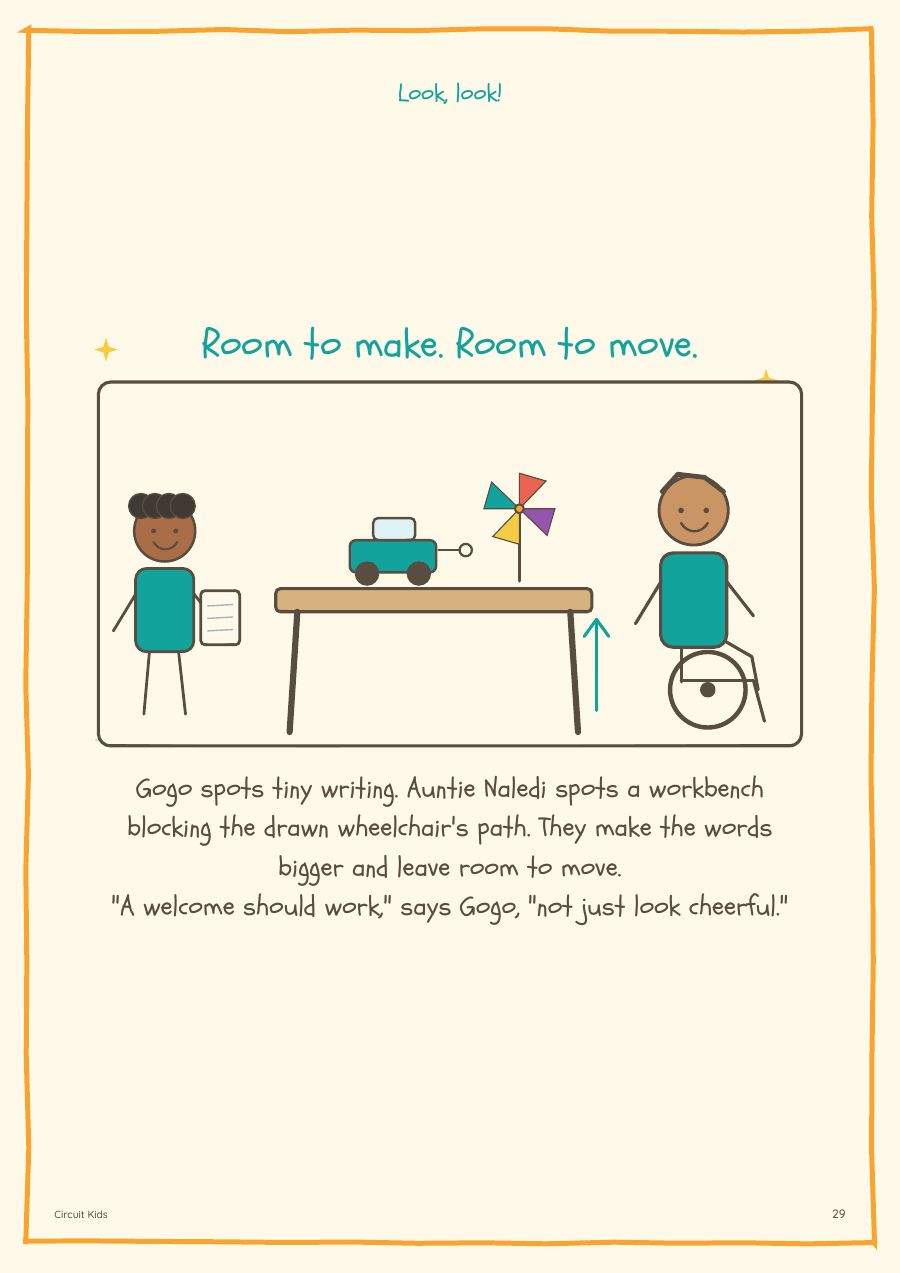 Look, look!
Room to make. Room to move.
Gogo spots tiny writing. Auntie Naledi spots a workbench
blocking the drawn wheelchair's path. They make the words
bigger and leave room to move.
"A welcome should work," says Gogo, "not just look cheerful."
Circuit Kids
29